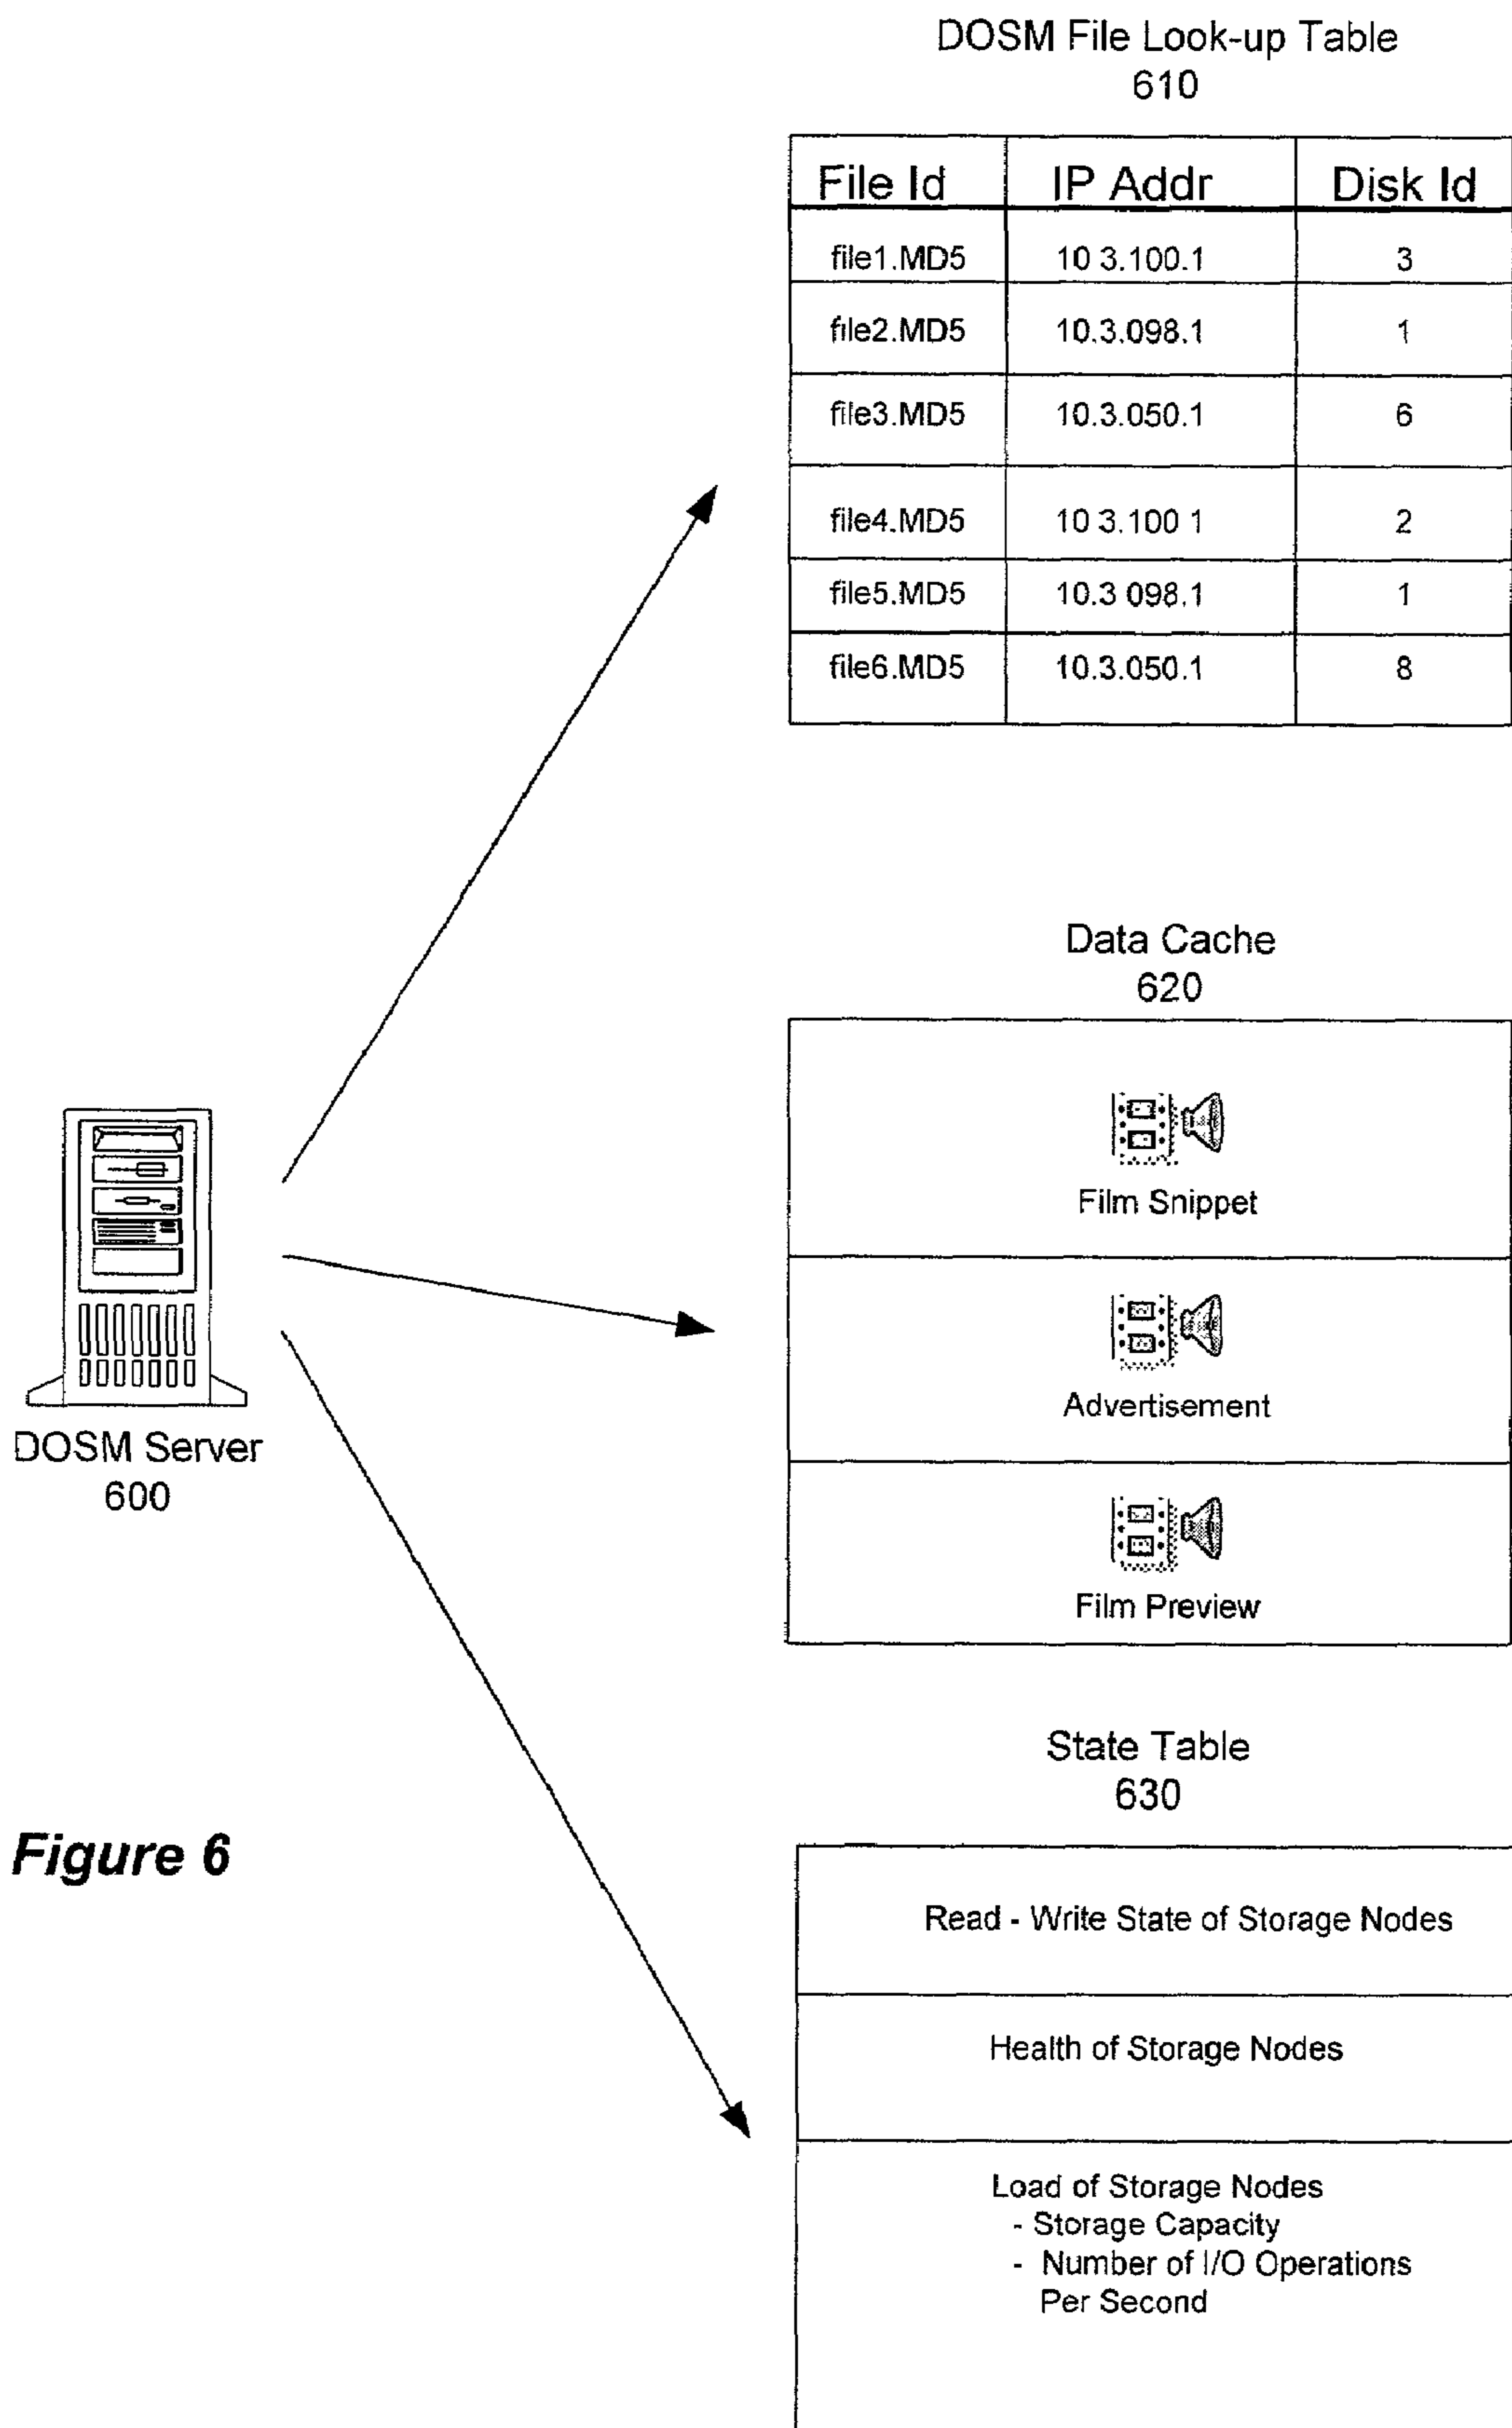 DOSM File Look-up Table
610
File Id IP Addr Disk Id
file1.MD5 10 3.100.1 3
file2.MD5 10.3.098.1 1
file3.MD5 10.3.050.1 6
file4.MD5 10 3.100 1 2
file5.MD5 10.3 098.1 1
file6.MD5 10.3.050.1 8
Data Cache
620
Film Snippet
Advertisement
Film Preview
DOSM Server
600
State Table
630
Read - Write State of Storage Nodes
Health of Storage Nodes
Load of Storage Nodes
- Storage Capacity
- Number of I/O Operations
Per Second
Figure 6